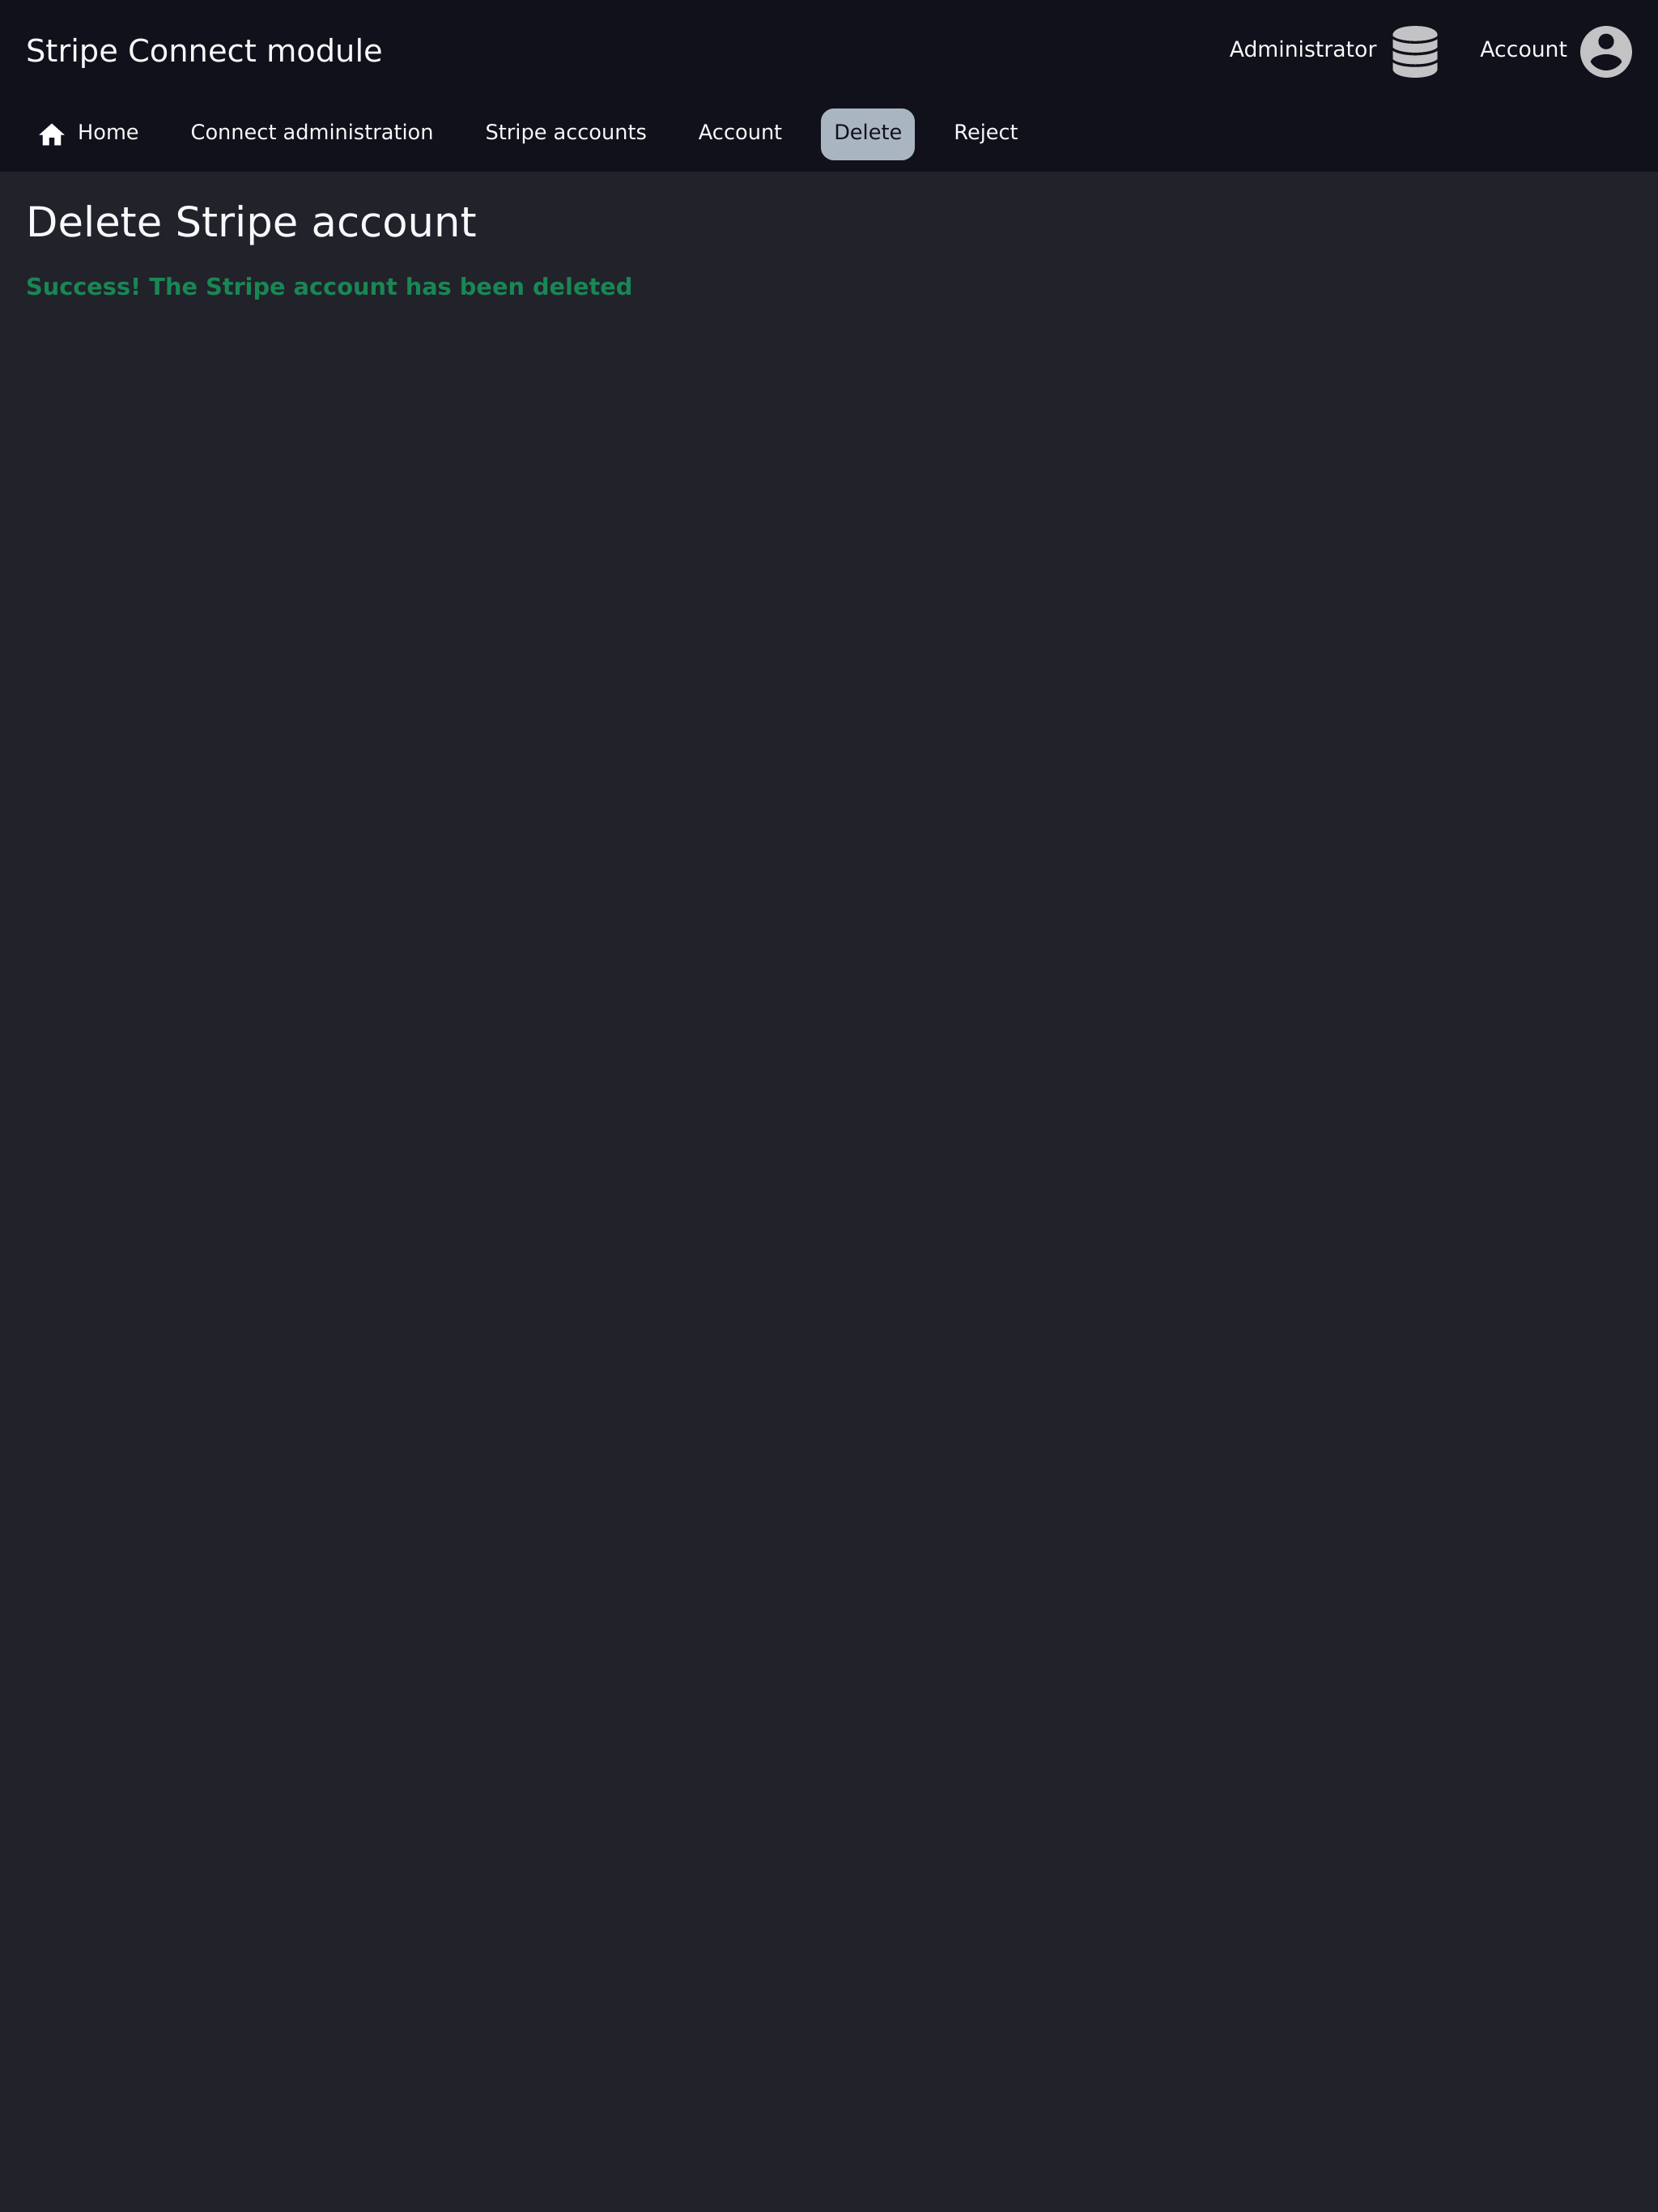 Stripe Connect module
Administrator
Account
Home
Connect administration
Stripe accounts
Account
Delete
Reject
Delete Stripe account
Success! The Stripe account has been deleted